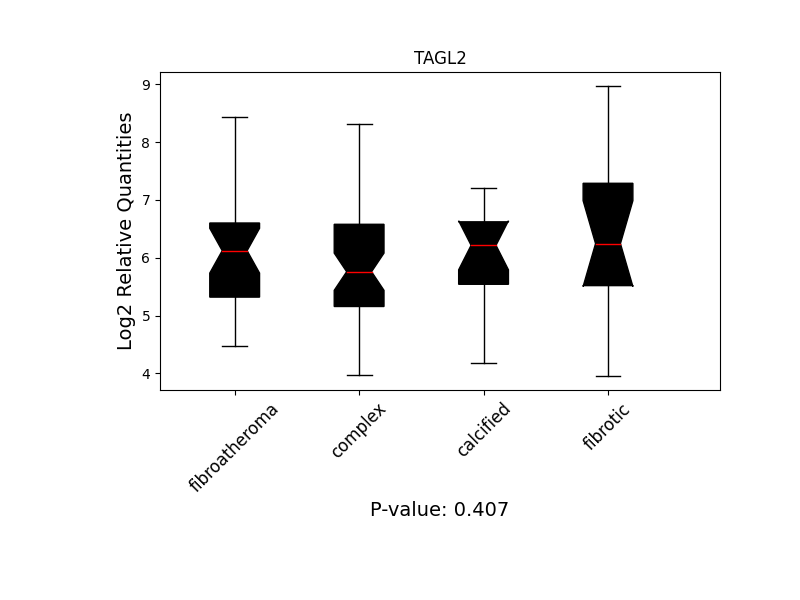 TAGL2
Log2 Relative Quantities
9
8
7
6
5
4
fibroatheroma
complex
calcified
fibrotic
P-value: 0.407